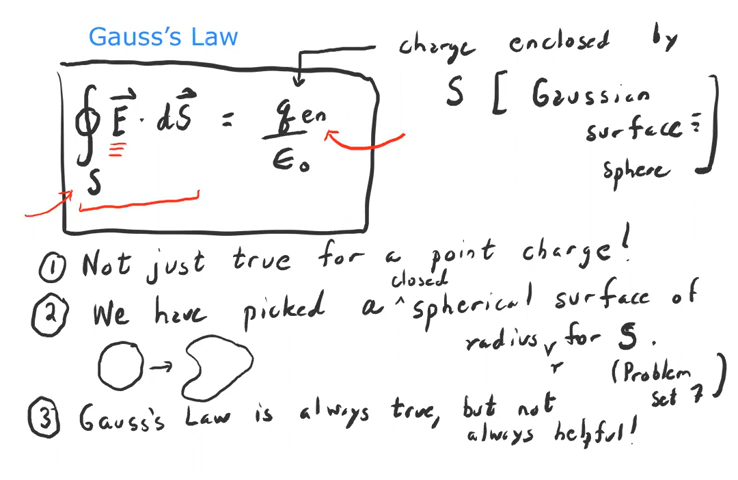 Gauss's Law
charge enclosed by
S [ Gaussian
surface =
sphere ]
∮ E⃗ · dS⃗ = qen / ϵ₀
S
① Not just true for a point charge!
closed
② We have picked a ^ spherical surface of
radius, r for S.
(Problem
Set 7)
③ Gauss's Law is always true, but not
always helpful!